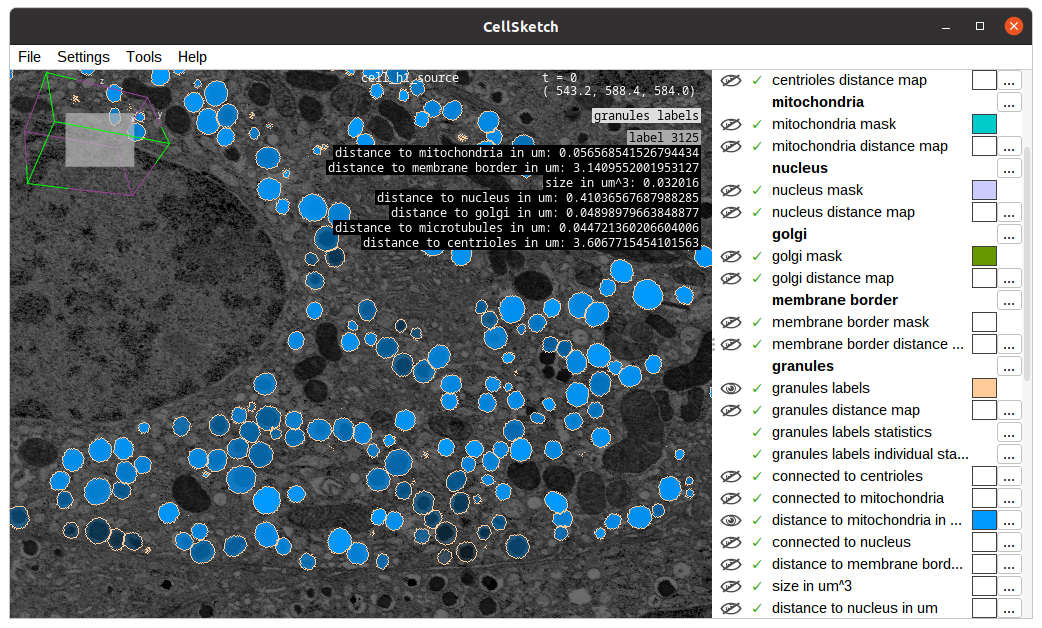 CellSketch
File Settings Tools Help
cell_h1_source t = 0
( 543.2, 588.4, 584.0)
z
y
granules labels
label 3125
distance to mitochondria in um: 0.056568541526794434
distance to membrane border in um: 3.1409552001953127
size in um^3: 0.032016
distance to nucleus in um: 0.41036567687988285
distance to golgi in um: 0.04898979663848877
distance to microtubules in um: 0.044721360206604006
distance to centrioles in um: 3.6067715454101563
centrioles distance map ...
mitochondria ...
mitochondria mask
mitochondria distance map ...
nucleus ...
nucleus mask
nucleus distance map ...
golgi ...
golgi mask
golgi distance map ...
membrane border ...
membrane border mask
membrane border distance ... ...
granules ...
granules labels
granules distance map ...
granules labels statistics ...
granules labels individual sta... ...
connected to centrioles ...
connected to mitochondria ...
distance to mitochondria in ... ...
connected to nucleus ...
distance to membrane bord... ...
size in um^3 ...
distance to nucleus in um ...